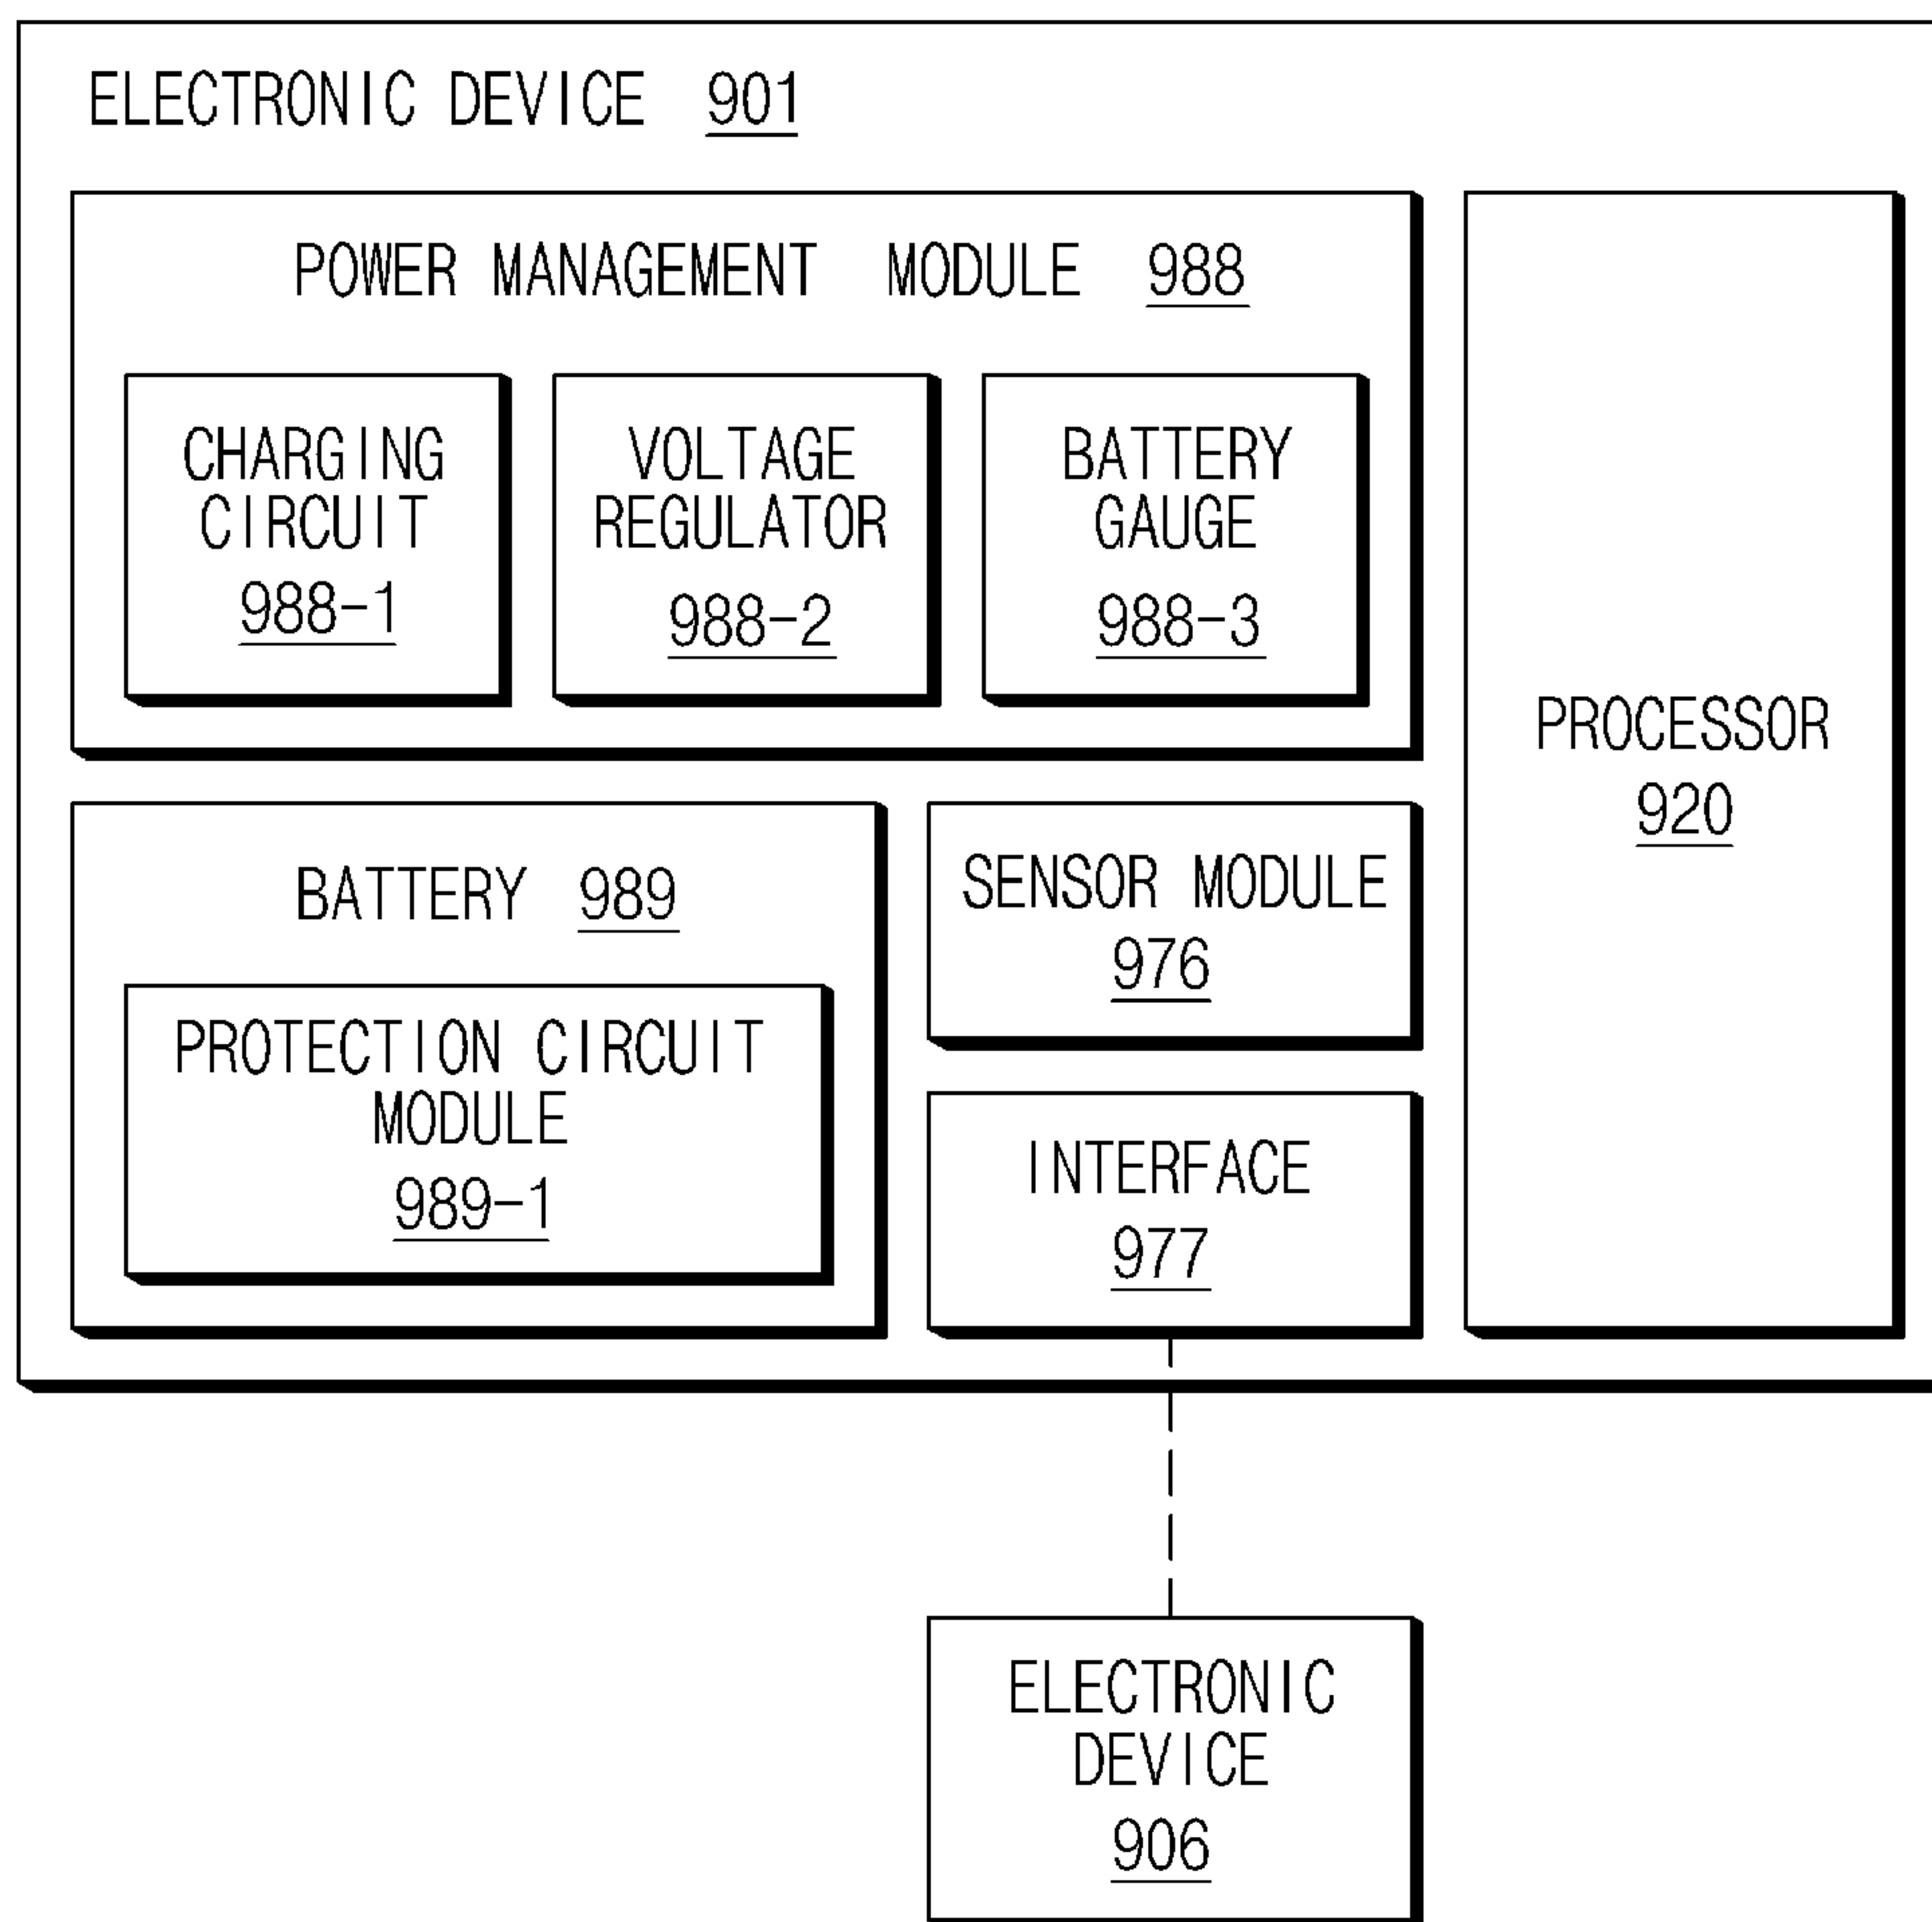 ELECTRONIC DEVICE 901
POWER MANAGEMENT MODULE 988
CHARGING
CIRCUIT
988-1
VOLTAGE
REGULATOR
988-2
BATTERY
GAUGE
988-3
BATTERY 989
PROTECTION CIRCUIT
MODULE
989-1
SENSOR MODULE
976
INTERFACE
977
PROCESSOR
920
ELECTRONIC
DEVICE
906